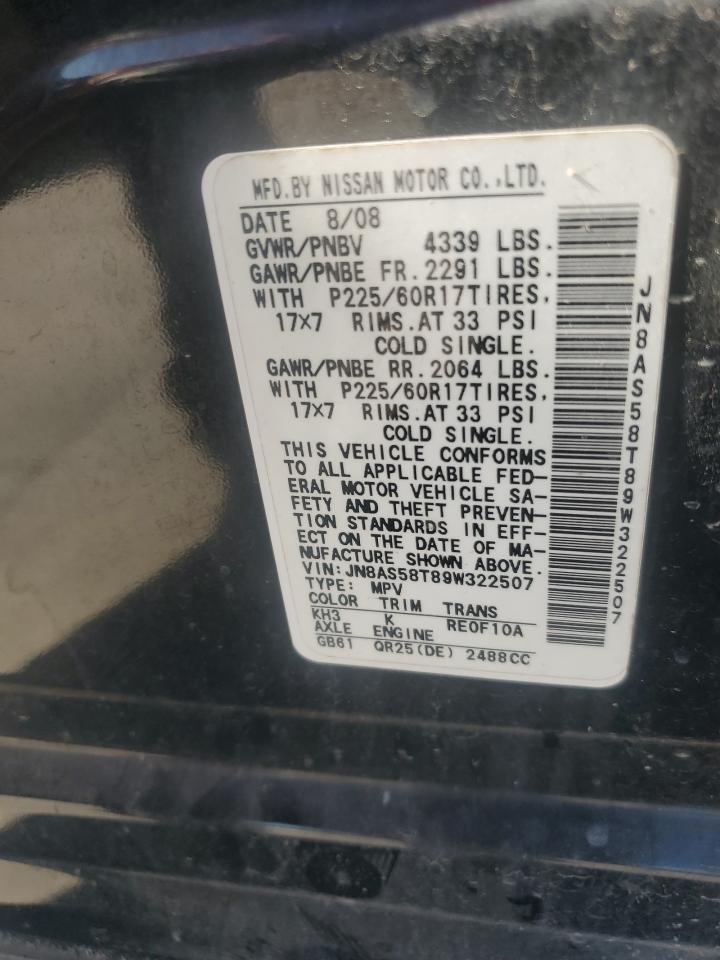 MFD.BY NISSAN MOTOR CO.,LTD.
DATE 8/08
GVWR/PNBV 4339 LBS.
GAWR/PNBE FR.2291 LBS.
WITH P225/60R17TIRES,
17×7 RIMS.AT 33 PSI
COLD SINGLE.
GAWR/PNBE RR.2064 LBS.
WITH P225/60R17TIRES,
17×7 RIMS.AT 33 PSI
COLD SINGLE.
THIS VEHICLE CONFORMS
TO ALL APPLICABLE FED-
ERAL MOTOR VEHICLE SA-
FETY AND THEFT PREVEN-
TION STANDARDS IN EFF-
ECT ON THE DATE OF MA-
NUFACTURE SHOWN ABOVE.
VIN:JN8AS58T89W322507
TYPE: MPV
COLOR TRIM TRANS
KH3 K RE0F10A
AXLE ENGINE
GB61 QR25(DE) 2488CC
JN8AS58T89W322507